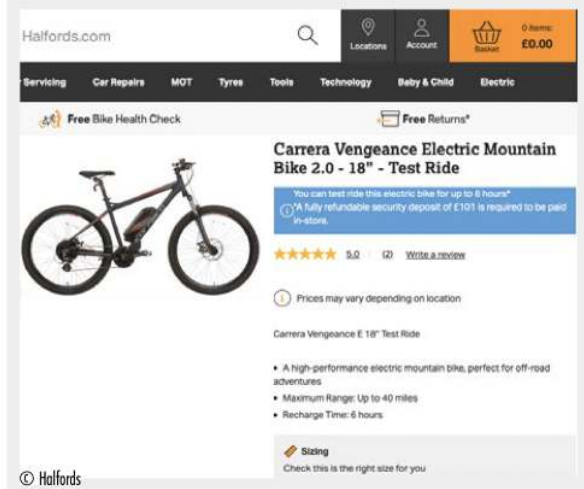 Halfords.com
Locations
Account
Basket
0 items:
£0.00
Servicing Car Repairs MOT Tyres Tools Technology Baby & Child Electric
Free Bike Health Check
Free Returns*
Carrera Vengeance Electric Mountain
Bike 2.0 - 18" - Test Ride
You can test ride this electric bike for up to 6 hours*
*A fully refundable security deposit of £101 is required to be paid
in-store.
5.0 (2) Write a review
Prices may vary depending on location
Carrera Vengeance E 18" Test Ride
• A high-performance electric mountain bike, perfect for off-road
adventures
• Maximum Range: Up to 40 miles
• Recharge Time: 6 hours
Sizing
Check this is the right size for you
© Halfords